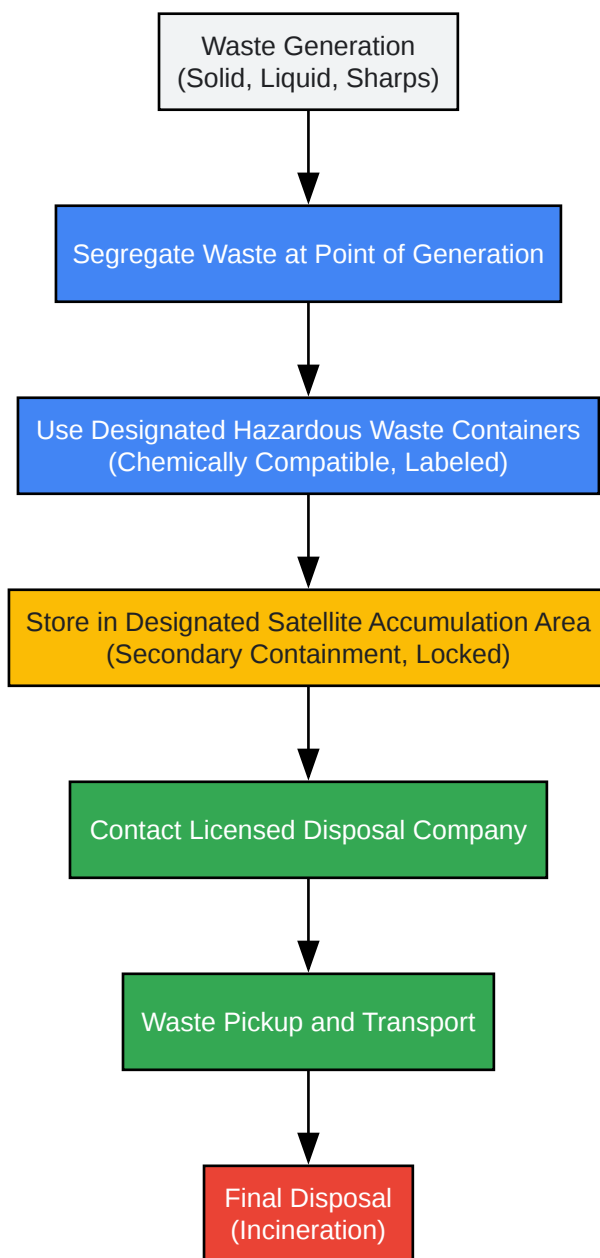 Waste Generation
(Solid, Liquid, Sharps)
Segregate Waste at Point of Generation
Use Designated Hazardous Waste Containers
(Chemically Compatible, Labeled)
Store in Designated Satellite Accumulation Area
(Secondary Containment, Locked)
Contact Licensed Disposal Company
Waste Pickup and Transport
Final Disposal
(Incineration)